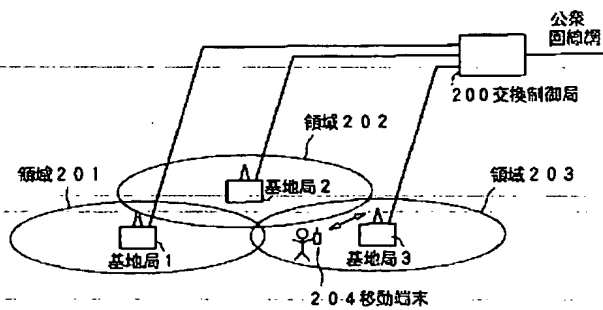 公衆
回線網
200交換制御局
領域202
領域201
領域203
基地局2
基地局1
基地局3
204移動端末